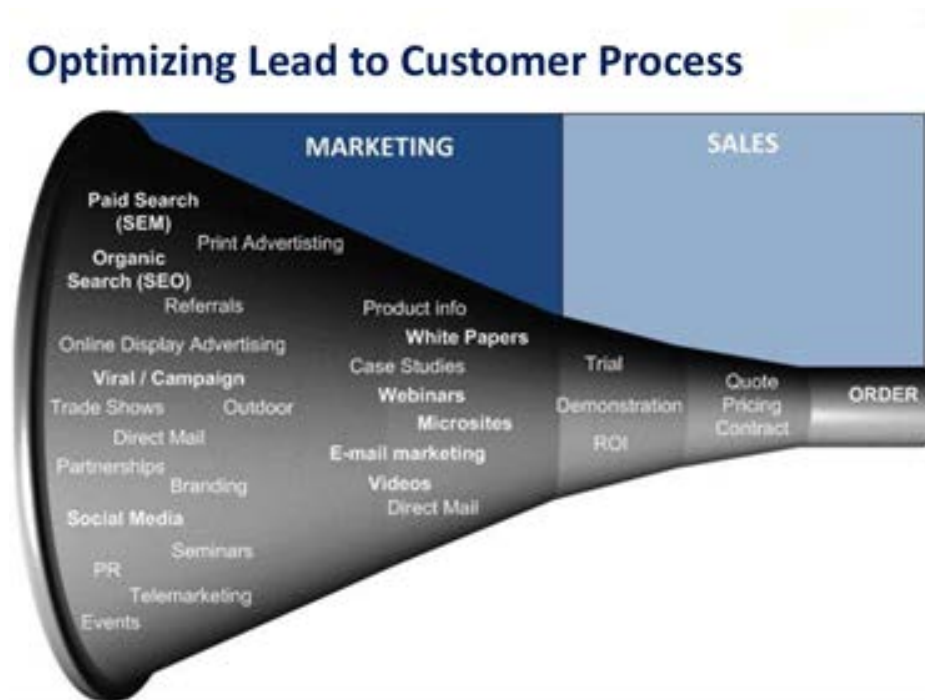 Optimizing Lead to Customer Process
MARKETING
SALES
Paid Search
(SEM)
Print Advertisting
Organic
Search (SEO)
Referrals
Online Display Advertising
Viral / Campaign
Trade Shows
Outdoor
Direct Mail
Partnerships
Branding
Social Media
Seminars
PR
Telemarketing
Events
Product info
White Papers
Case Studies
Webinars
Microsites
E-mail marketing
Videos
Direct Mail
Trial
Demonstration
ROI
Quote
Pricing
Contract
ORDER